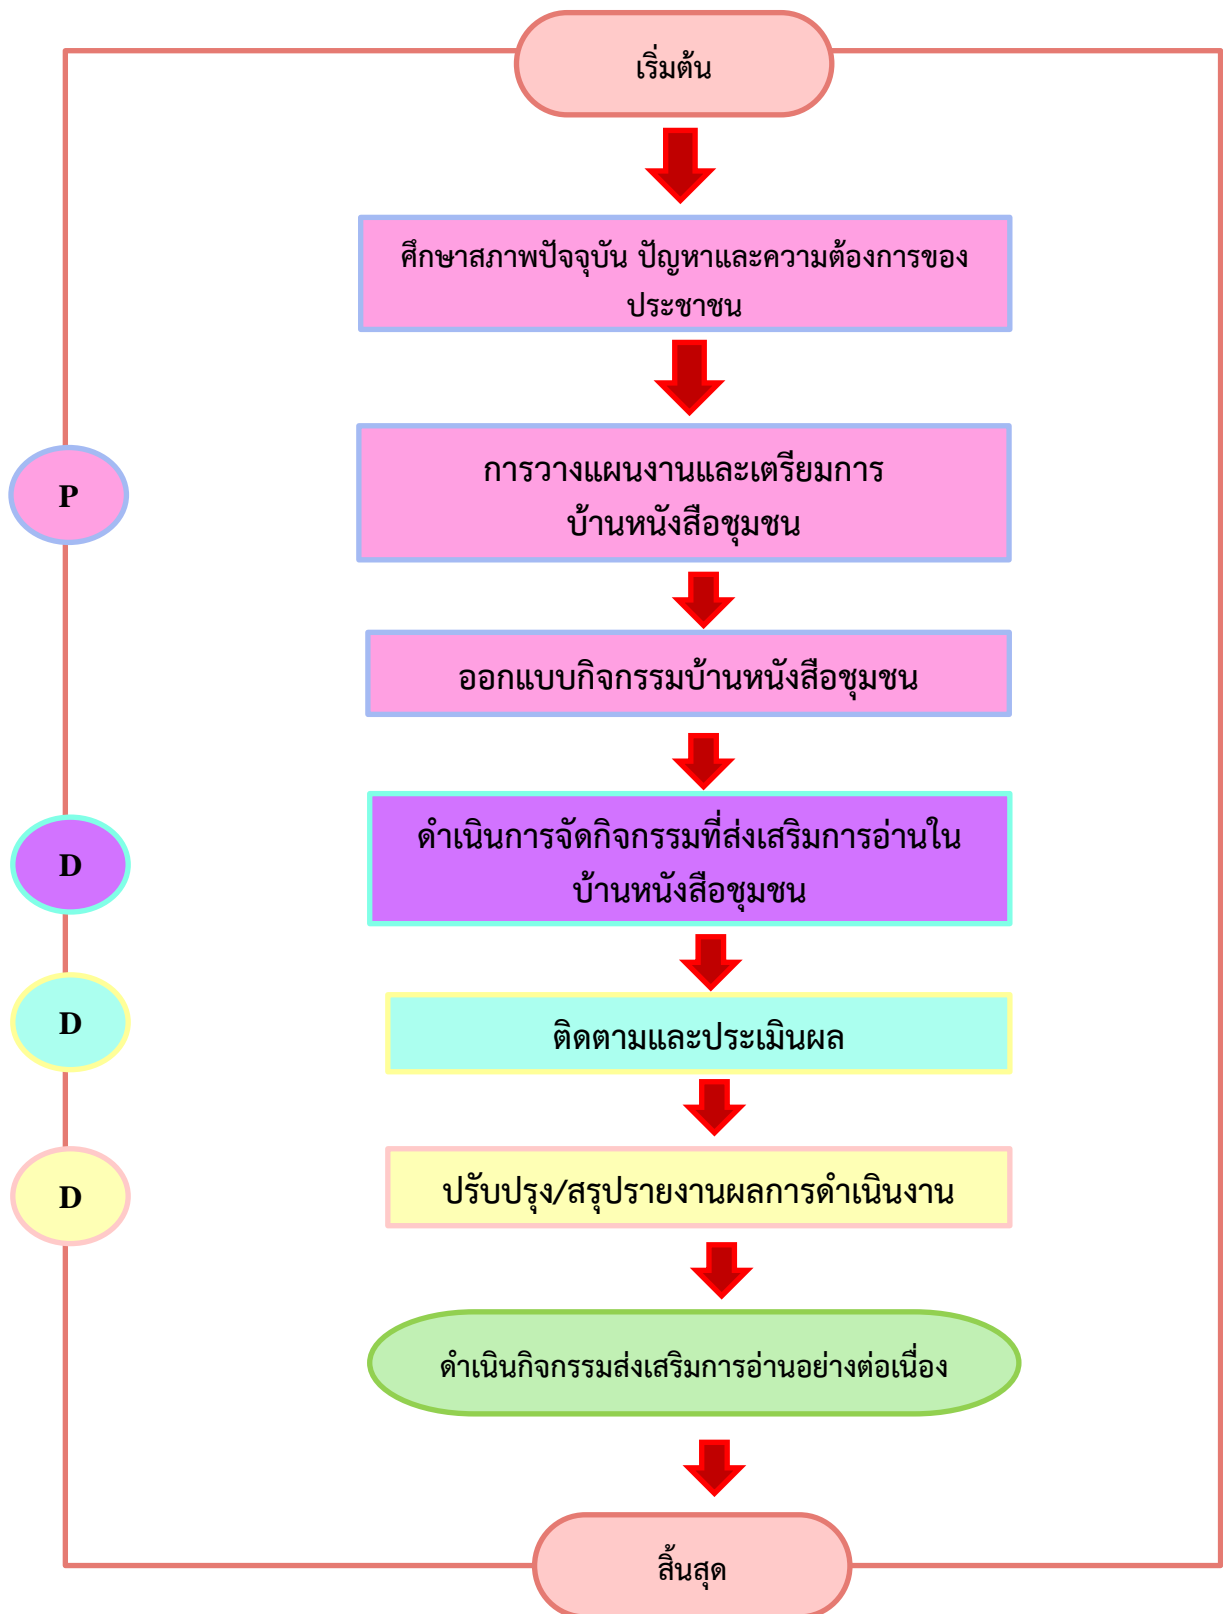 เริ่มต้น
ศึกษาสภาพปัจจุบัน ปัญหาและความต้องการของ
ประชาชน
P
การวางแผนงานและเตรียมการ
บ้านหนังสือชุมชน
ออกแบบกิจกรรมบ้านหนังสือชุมชน
D
ดำเนินการจัดกิจกรรมที่ส่งเสริมการอ่านใน
บ้านหนังสือชุมชน
D
ติดตามและประเมินผล
D
ปรับปรุง/สรุปรายงานผลการดำเนินงาน
ดำเนินกิจกรรมส่งเสริมการอ่านอย่างต่อเนื่อง
สิ้นสุด